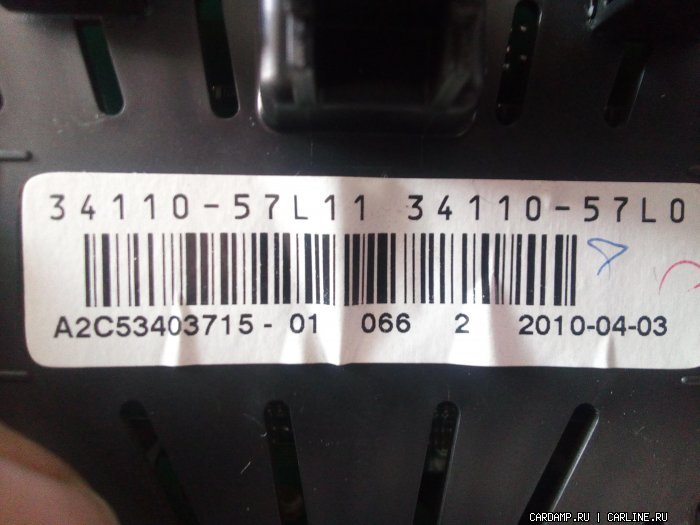 34110-57L11 34110-57L0
A2C53403715-01 066 2 2010-04-03
CARDAMP.RU | CARLINE.RU